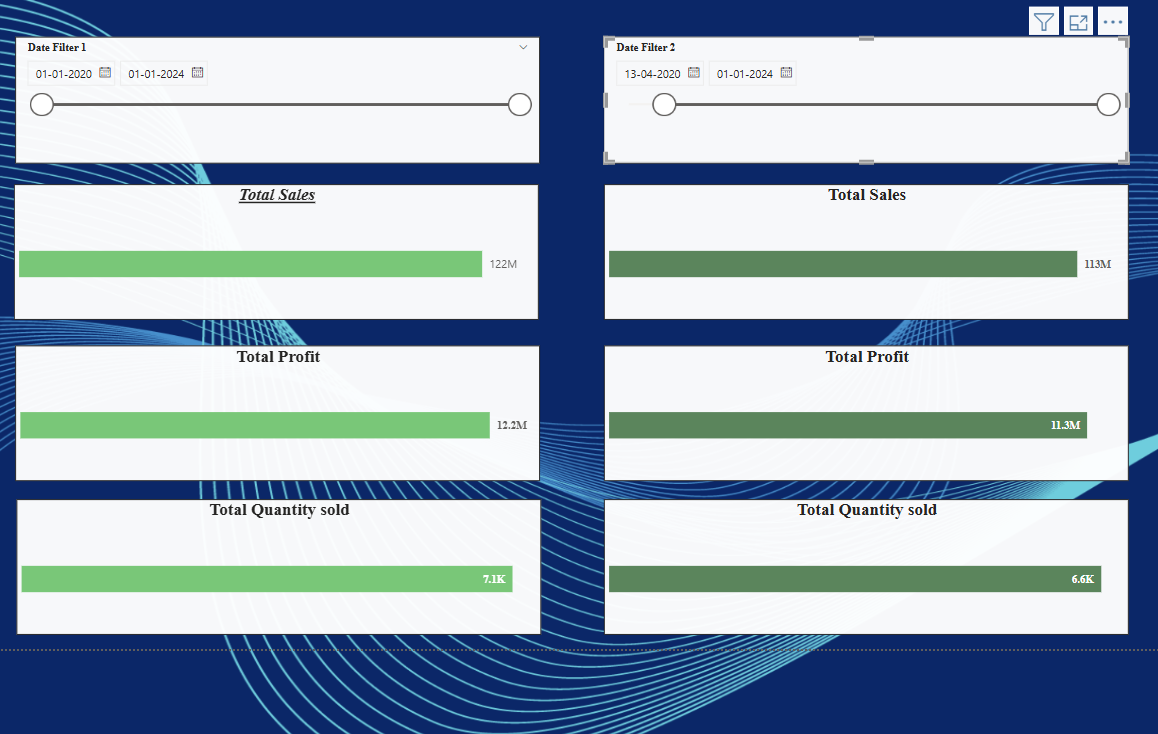 Date Filter 1
01-01-2020 01-01-2024
Date Filter 2
13-04-2020 01-01-2024
Total Sales
122M
Total Sales
113M
Total Profit
12.2M
Total Profit
11.3M
Total Quantity sold
7.1K
Total Quantity sold
6.6K